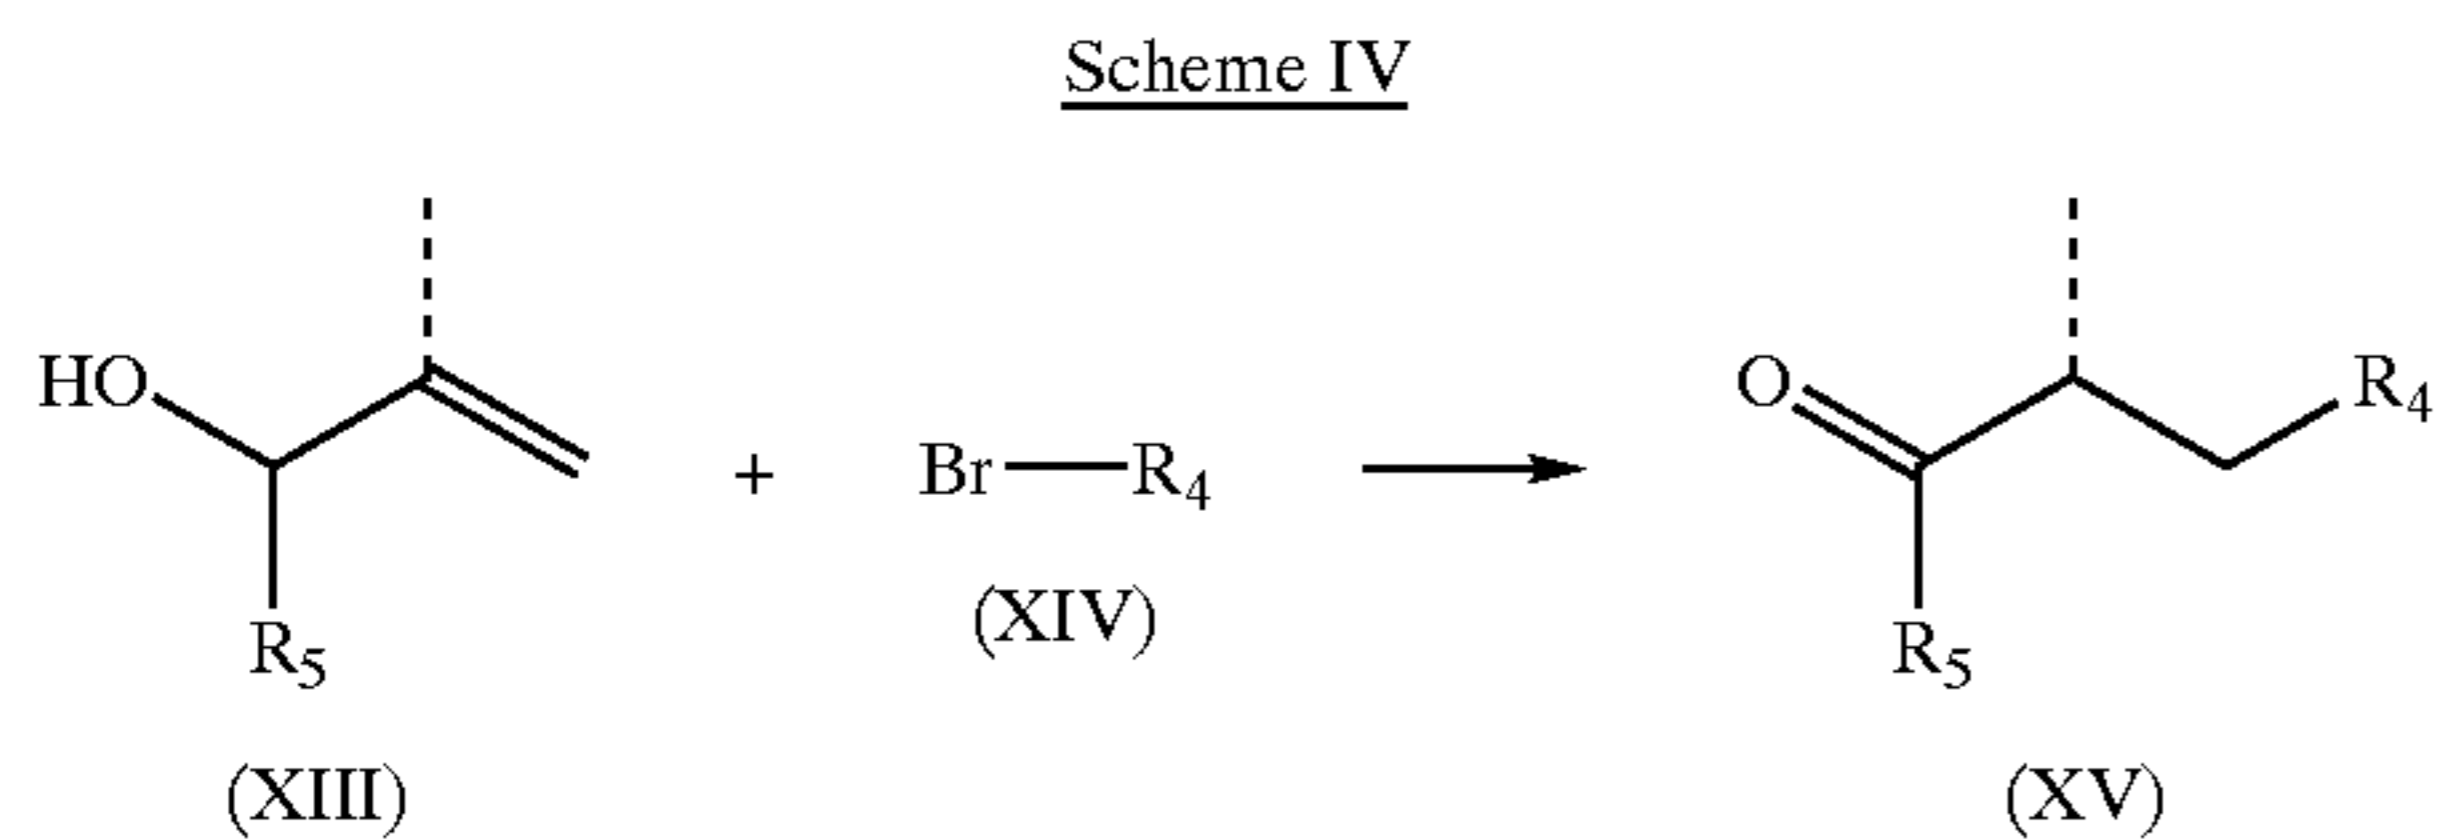 Scheme IV
HO
O
R4
+
Br—R4
R5
(XIV)
R5
(XIII)
(XV)